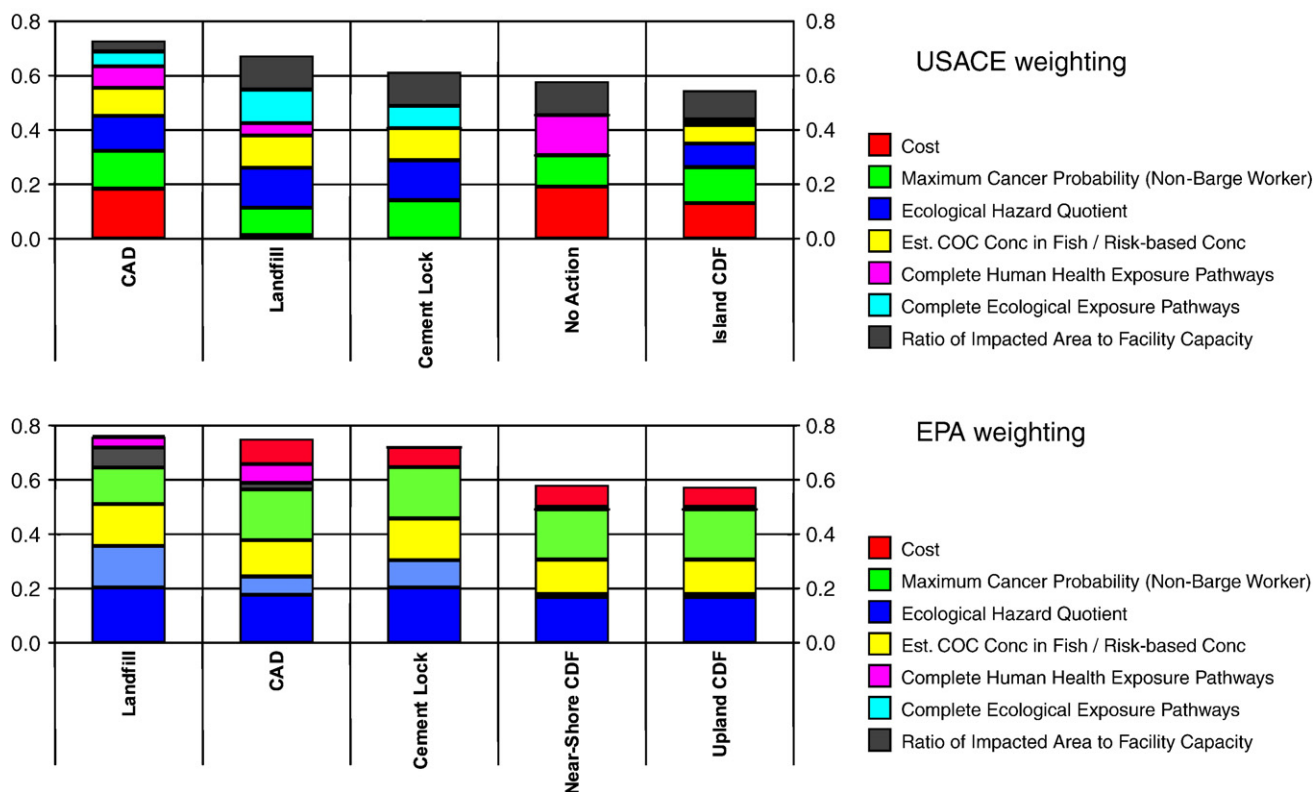 0.8
0.6
0.4
0.2
0.0
0.8
0.6
0.4
0.2
0.0
CAD
Landfill
Cement Lock
No Action
Island CDF
USACE weighting
Cost
Maximum Cancer Probability (Non-Barge Worker)
Ecological Hazard Quotient
Est. COC Conc in Fish / Risk-based Conc
Complete Human Health Exposure Pathways
Complete Ecological Exposure Pathways
Ratio of Impacted Area to Facility Capacity
0.8
0.6
0.4
0.2
0.0
0.8
0.6
0.4
0.2
0.0
Landfill
CAD
Cement Lock
Near-Shore CDF
Upland CDF
EPA weighting
Cost
Maximum Cancer Probability (Non-Barge Worker)
Ecological Hazard Quotient
Est. COC Conc in Fish / Risk-based Conc
Complete Human Health Exposure Pathways
Complete Ecological Exposure Pathways
Ratio of Impacted Area to Facility Capacity